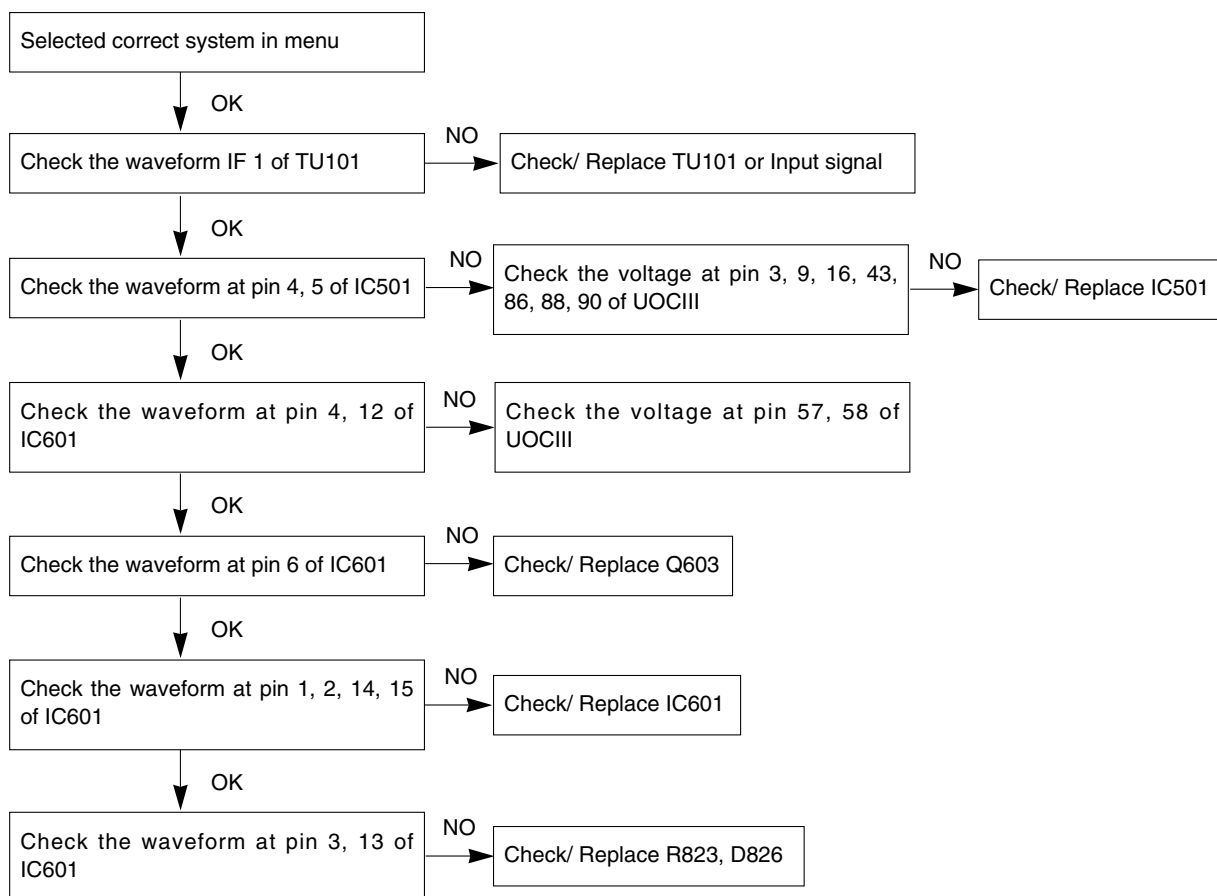 Selected correct system in menu
OK
Check the waveform IF 1 of TU101
NO
Check/ Replace TU101 or Input signal
OK
Check the waveform at pin 4, 5 of IC501
NO
Check the voltage at pin 3, 9, 16, 43,
86, 88, 90 of UOCIII
NO
Check/ Replace IC501
OK
Check the waveform at pin 4, 12 of
IC601
NO
Check the voltage at pin 57, 58 of
UOCIII
OK
Check the waveform at pin 6 of IC601
NO
Check/ Replace Q603
OK
Check the waveform at pin 1, 2, 14, 15
of IC601
NO
Check/ Replace IC601
OK
Check the waveform at pin 3, 13 of
IC601
NO
Check/ Replace R823, D826